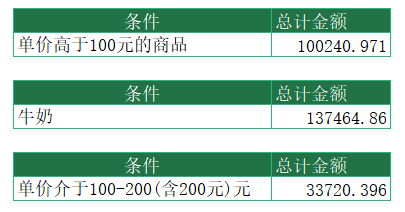 条件 总计金额
单价高于100元的商品 100240.971
条件 总计金额
牛奶 137464.86
条件 总计金额
单价介于100-200(含200元)元 33720.396